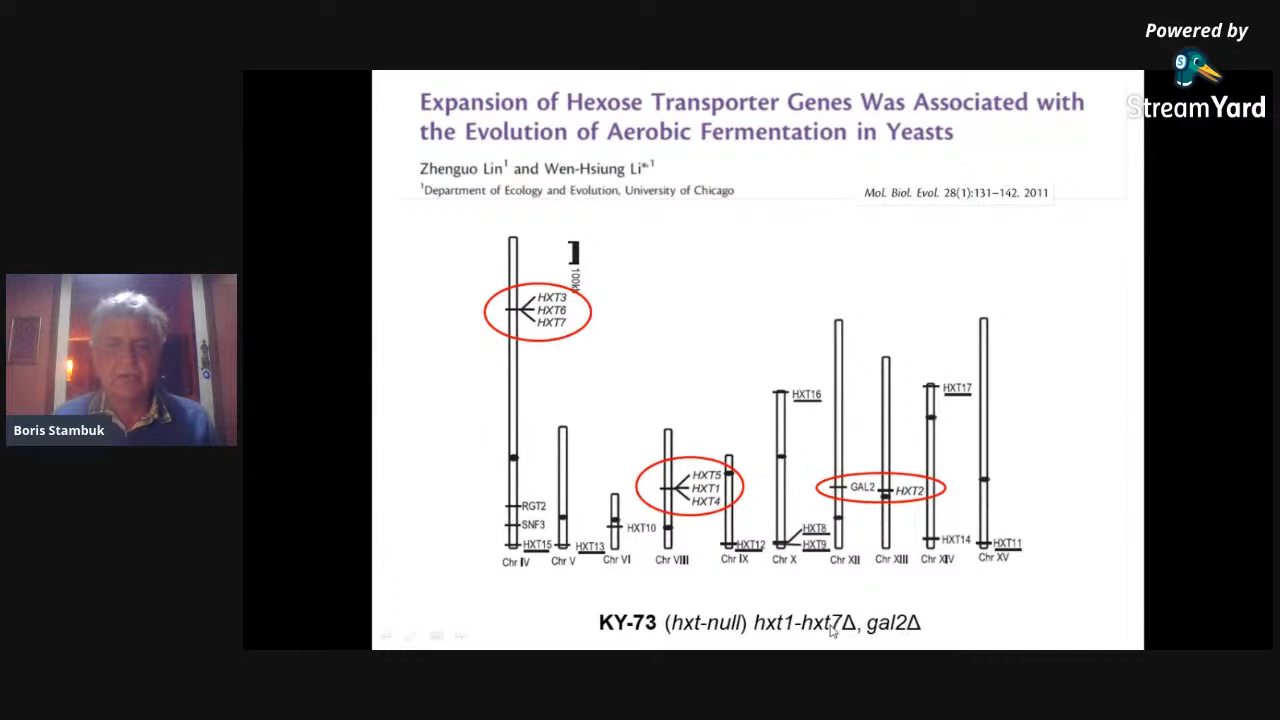 Powered by
StreamYard
Expansion of Hexose Transporter Genes Was Associated with
the Evolution of Aerobic Fermentation in Yeasts
Zhenguo Lin¹ and Wen-Hsiung Li*¹
¹Department of Ecology and Evolution, University of Chicago
Mol. Biol. Evol. 28(1):131–142. 2011
100kb
HXT3
HXT6
HXT7
HXT16
HXT17
HXT5
HXT1
HXT4
GAL2
HXT2
RGT2
SNF3
HXT15
HXT13
HXT10
HXT12
HXT8
HXT9
HXT14
HXT11
Chr IV
Chr V
Chr VI
Chr VIII
Chr IX
Chr X
Chr XII
Chr XIII
Chr XIV
Chr XV
KY-73 (hxt-null) hxt1-hxt7Δ, gal2Δ
Boris Stambuk